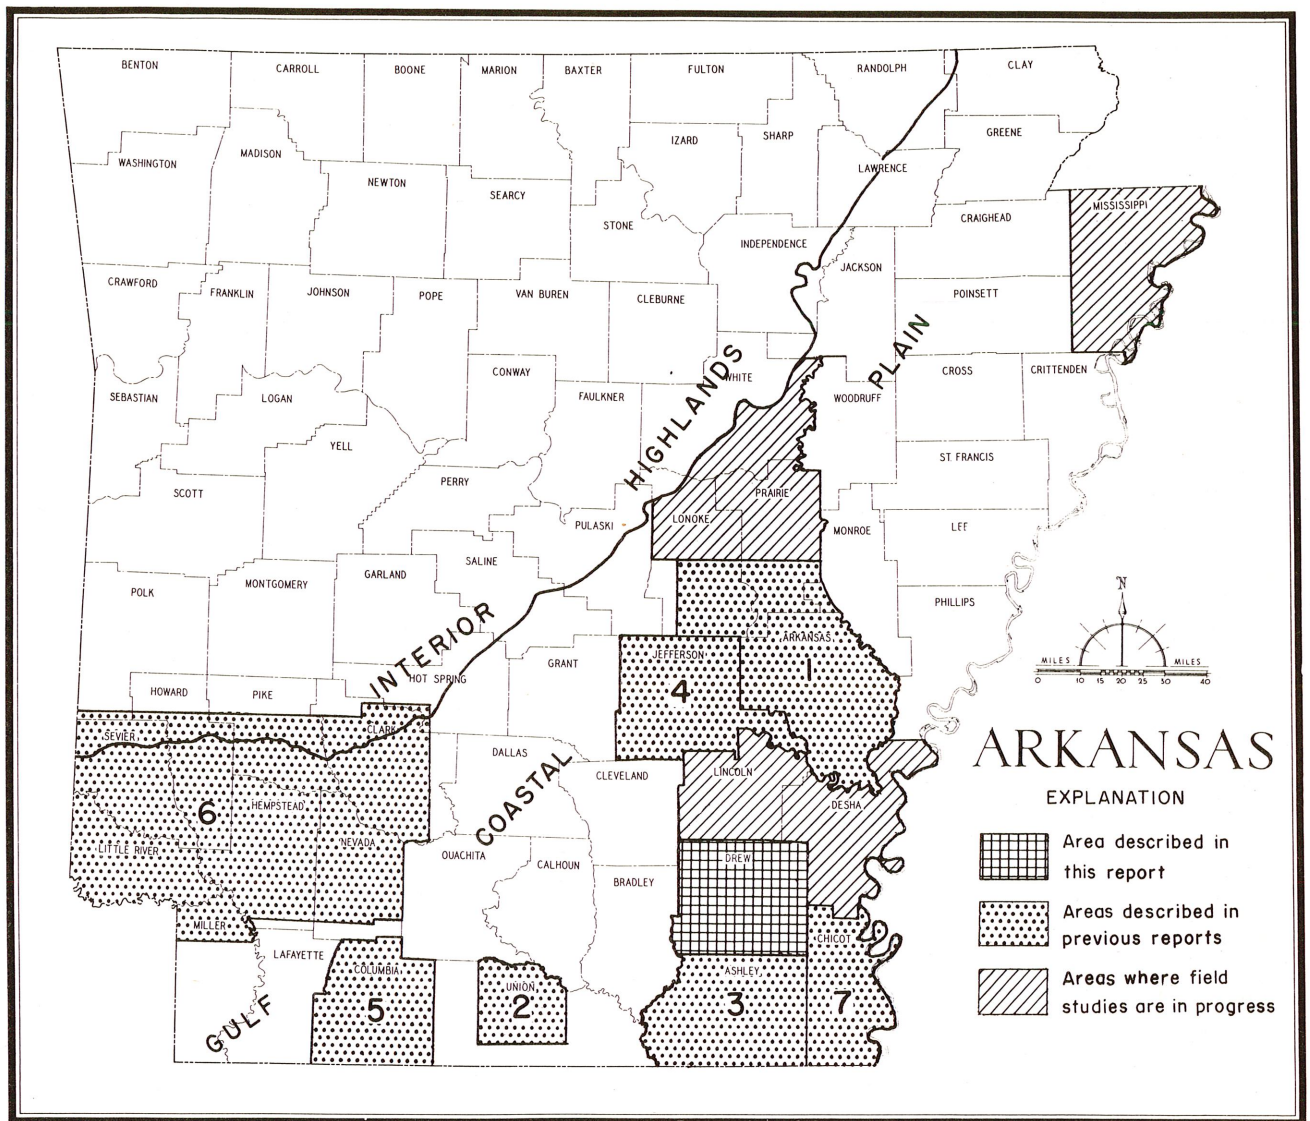 BENTON
CARROLL
BOONE
MARION
BAXTER
FULTON
RANDOLPH
CLAY
GREENE
WASHINGTON
MADISON
IZARD
SHARP
LAWRENCE
NEWTON
SEARCY
MISSISSIPPI
STONE
CRAIGHEAD
INDEPENDENCE
JACKSON
CRAWFORD
FRANKLIN
JOHNSON
POPE
VAN BUREN
CLEBURNE
POINSETT
PLAIN
HIGHLANDS
WHITE
CONWAY
CROSS
CRITTENDEN
SEBASTIAN
LOGAN
FAULKNER
WOODRUFF
YELL
ST FRANCIS
SCOTT
PERRY
PRAIRIE
PULASKI
LONOKE
MONROE
LEE
SALINE
GARLAND
MONTGOMERY
POLK
PHILLIPS
N
INTERIOR
ARKANSAS
1
JEFFERSON
4
GRANT
MILES
MILES
0
10
15
20
25
30
40
HOT SPRING
HOWARD
PIKE
CLARK
SEVIER
DALLAS
CLEVELAND
LINCOLN
DESHA
ARKANSAS
EXPLANATION
COASTAL
6
HEMPSTEAD
NEVADA
LITTLE RIVER
OUACHITA
CALHOUN
BRADLEY
DREW
Area described in
this report
Areas described in
previous reports
Areas where field
studies are in progress
MILLER
LAFAYETTE
COLUMBIA
5
UNION
2
ASHLEY
3
CHICOT
7
GULF